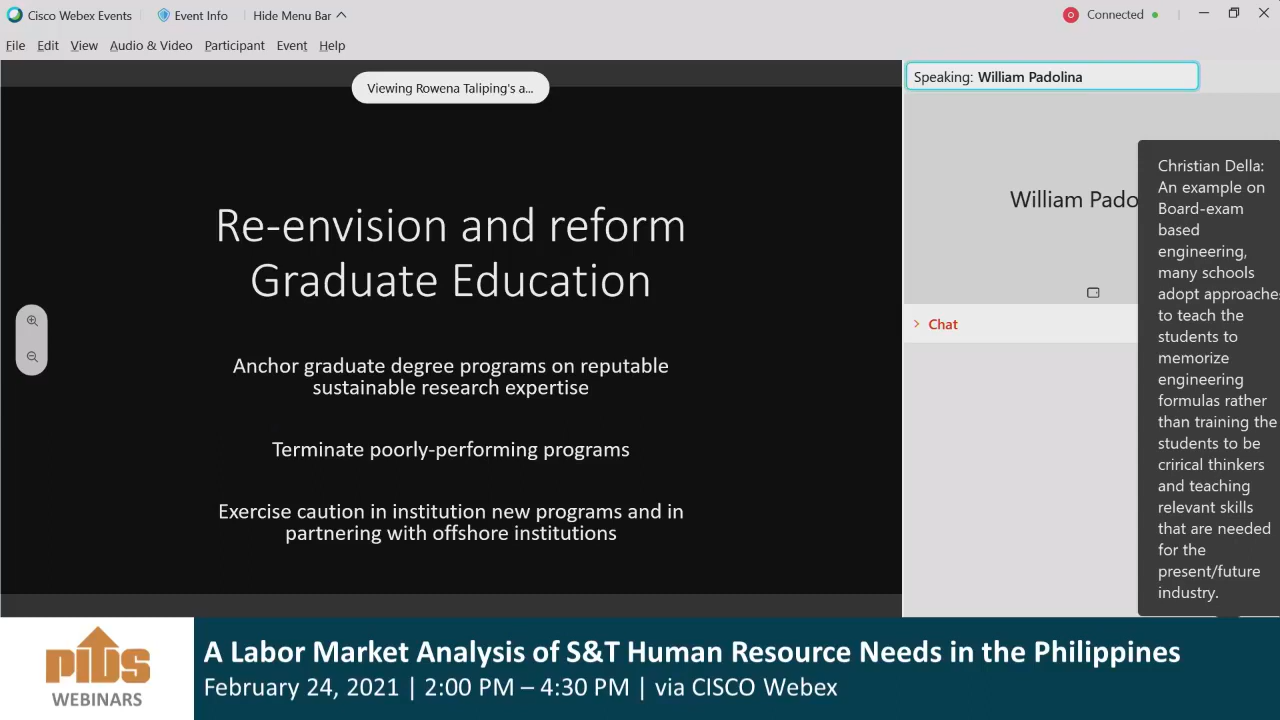 Cisco Webex Events
Event Info
Hide Menu Bar
Connected
File Edit View Audio & Video Participant Event Help
Viewing Rowena Taliping's a...
Speaking: William Padolina
William Pado
Re-envision and reform
Graduate Education
Anchor graduate degree programs on reputable
sustainable research expertise
Terminate poorly-performing programs
Exercise caution in institution new programs and in
partnering with offshore institutions
Chat
Christian Della:
An example on
Board-exam
based
engineering,
many schools
adopt approaches
to teach the
students to
memorize
engineering
formulas rather
than training the
students to be
crirical thinkers
and teaching
relevant skills
that are needed
for the
present/future
industry.
PIDS
WEBINARS
A Labor Market Analysis of S&T Human Resource Needs in the Philippines
February 24, 2021 | 2:00 PM – 4:30 PM | via CISCO Webex